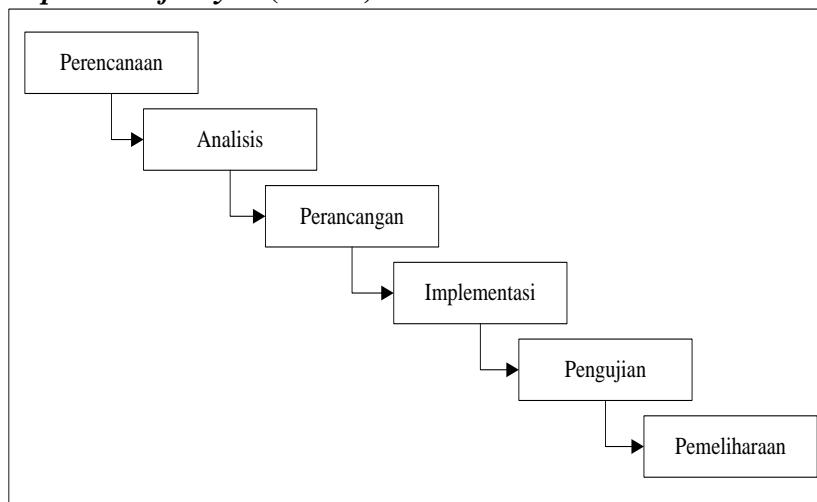 Perencanaan
Analisis
Perancangan
Implementasi
Pengujian
Pemeliharaan